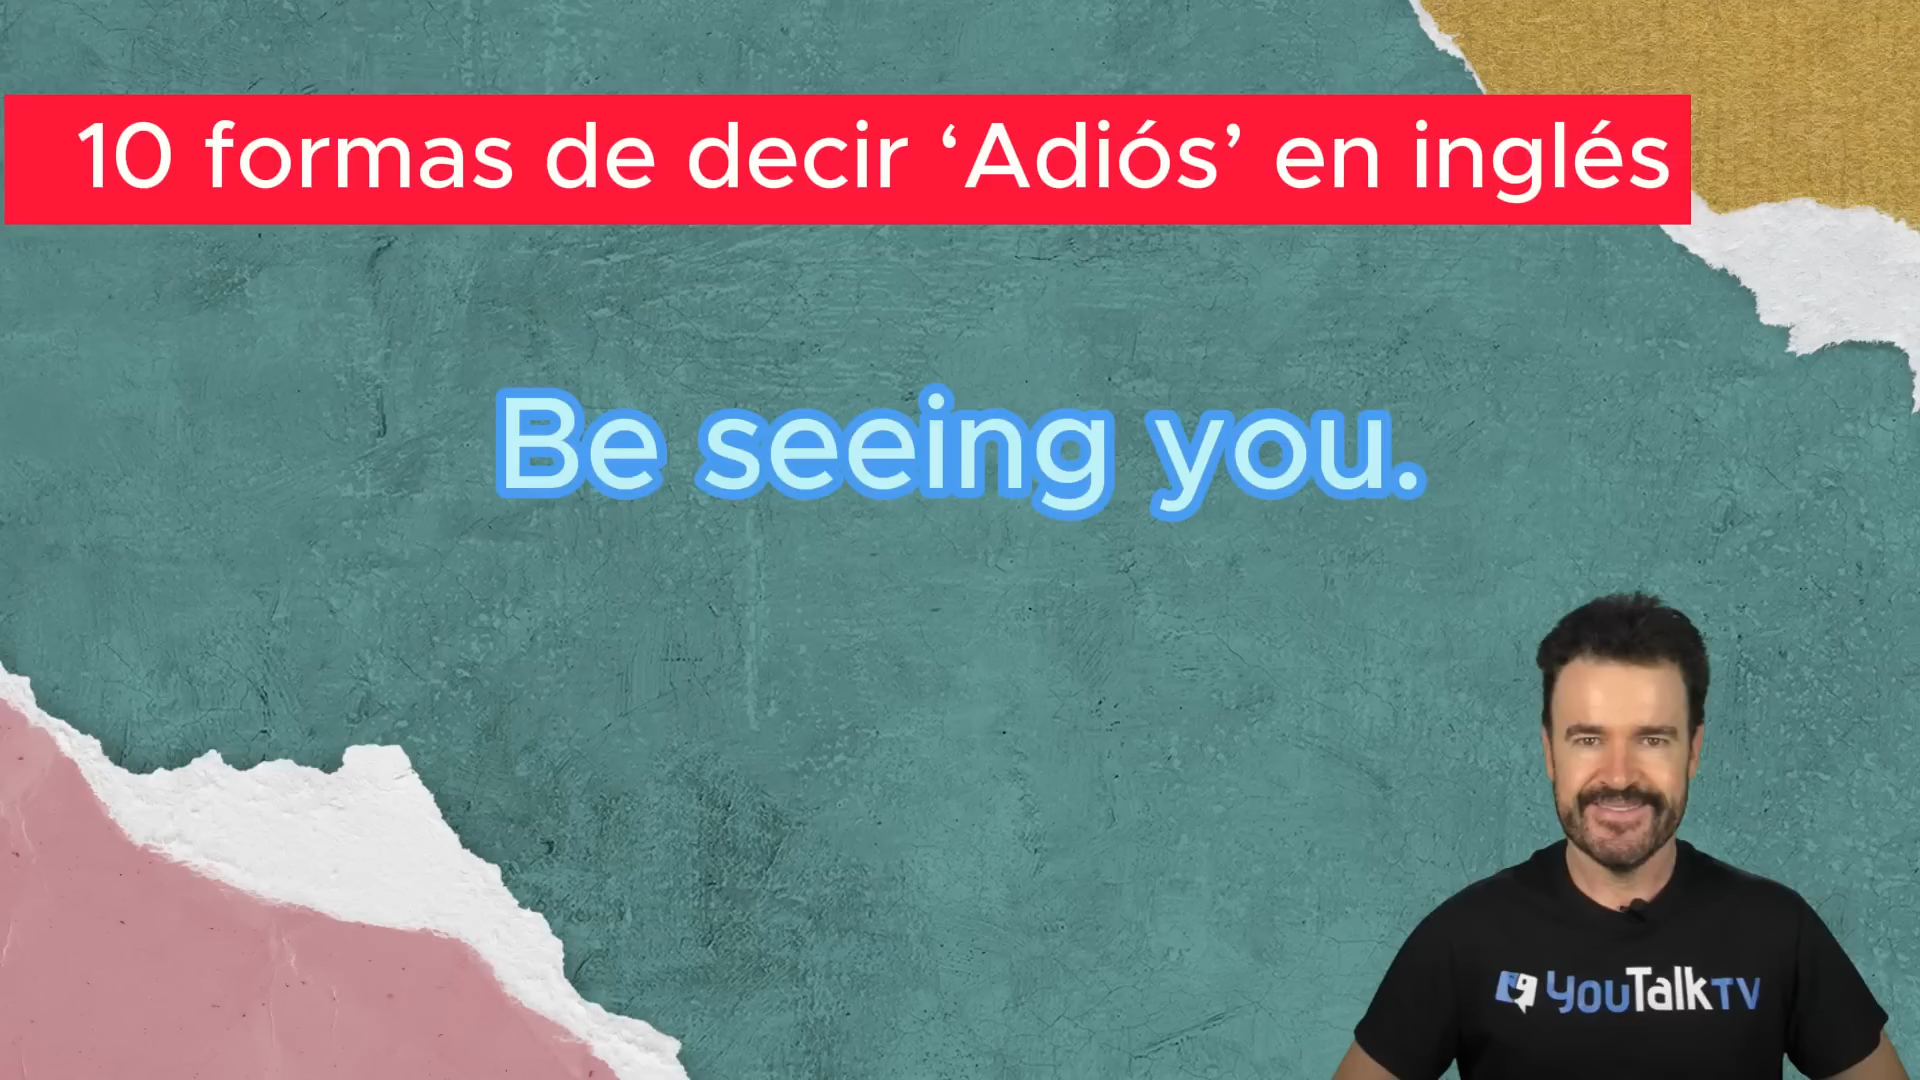 10 formas de decir ‘Adiós’ en inglés
Be seeing you.
YouTalkTV